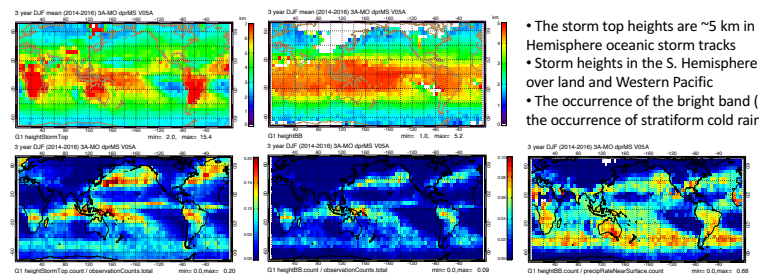 3 year DJF mean (2014-2016) 3A-MO dprMS V05A
km
G1 heightStormTop min= 2.0, max= 15.4
3 year DJF mean (2014-2016) 3A-MO dprMS V05A
km
G1 heightBB min= 1.0, max= 5.2
• The storm top heights are ~5 km in
Hemisphere oceanic storm tracks
• Storm heights in the S. Hemisphere
over land and Western Pacific
• The occurrence of the bright band (
the occurrence of stratiform cold rain
3 year DJF (2014-2016) 3A-MO dprMS V05A
G1 heightStormTop.count / observationCounts.total min= 0.0,max= 0.20
3 year DJF (2014-2016) 3A-MO dprMS V05A
G1 heightBB.count / observationCounts.total min= 0.0,max= 0.09
3 year DJF (2014-2016) 3A-MO dprMS V05A
G1 heightBB.count / precipRateNearSurface.count min= 0.0,max= 0.68